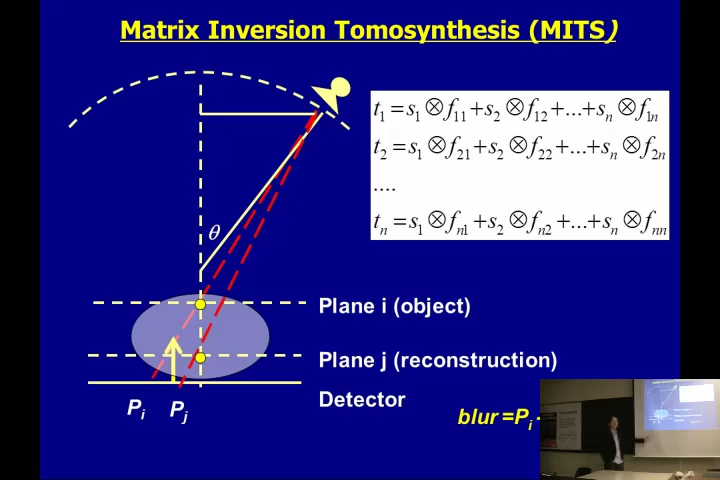 Matrix Inversion Tomosynthesis (MITS)
t₁ = s₁ ⊗ f₁₁ + s₂ ⊗ f₁₂ + ... + sₙ ⊗ f₁ₙ
t₂ = s₁ ⊗ f₂₁ + s₂ ⊗ f₂₂ + ... + sₙ ⊗ f₂ₙ
....
tₙ = s₁ ⊗ fₙ₁ + s₂ ⊗ fₙ₂ + ... + sₙ ⊗ fₙₙ
θ
Plane i (object)
Plane j (reconstruction)
Detector
Pᵢ Pⱼ
blur =Pᵢ -